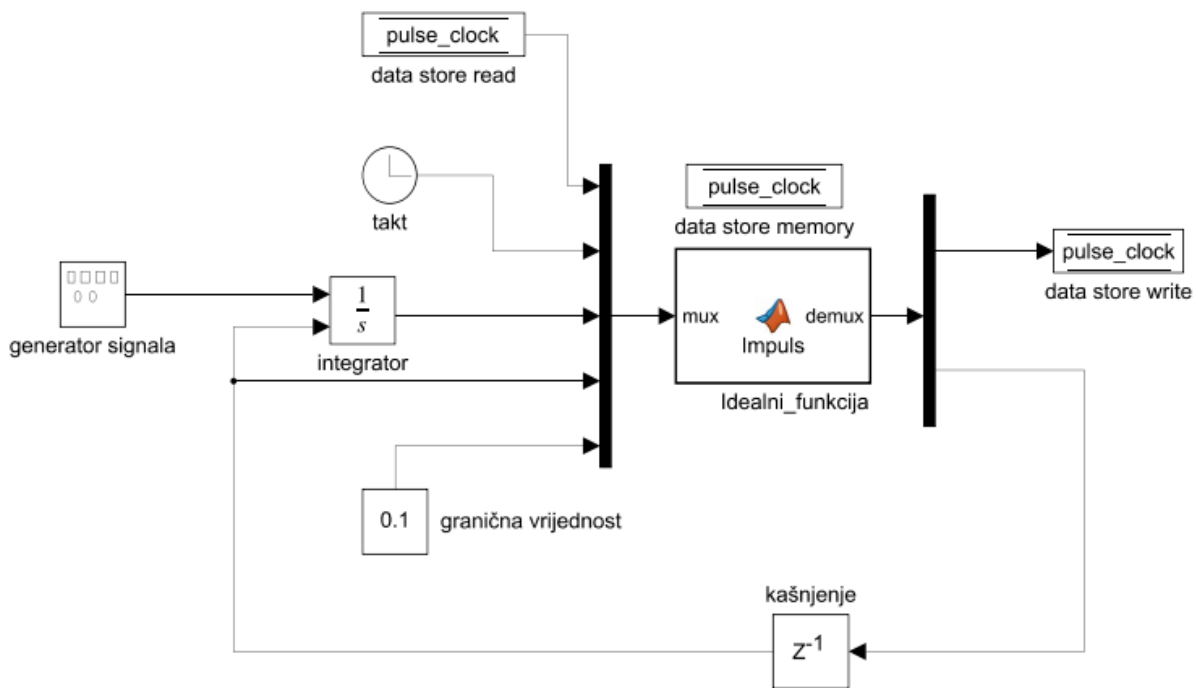 pulse_clock
data store read
takt
pulse_clock
data store memory
pulse_clock
data store write
generator signala
1
s
integrator
mux
demux
Impuls
Idealni_funkcija
0.1
granična vrijednost
kašnjenje
Z-1